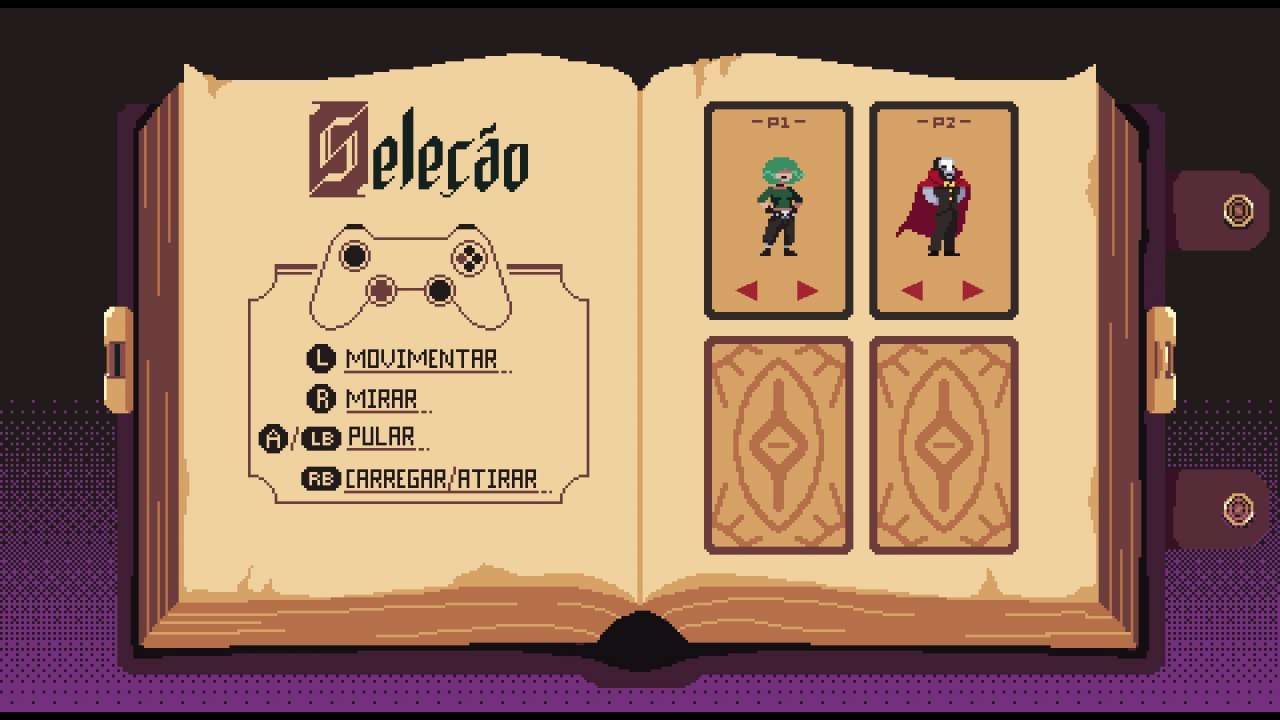 Seleção
L MOVIMENTAR
R MIRAR
A/LB PULAR
RB CARREGAR/ATIRAR
-P1-
-P2-